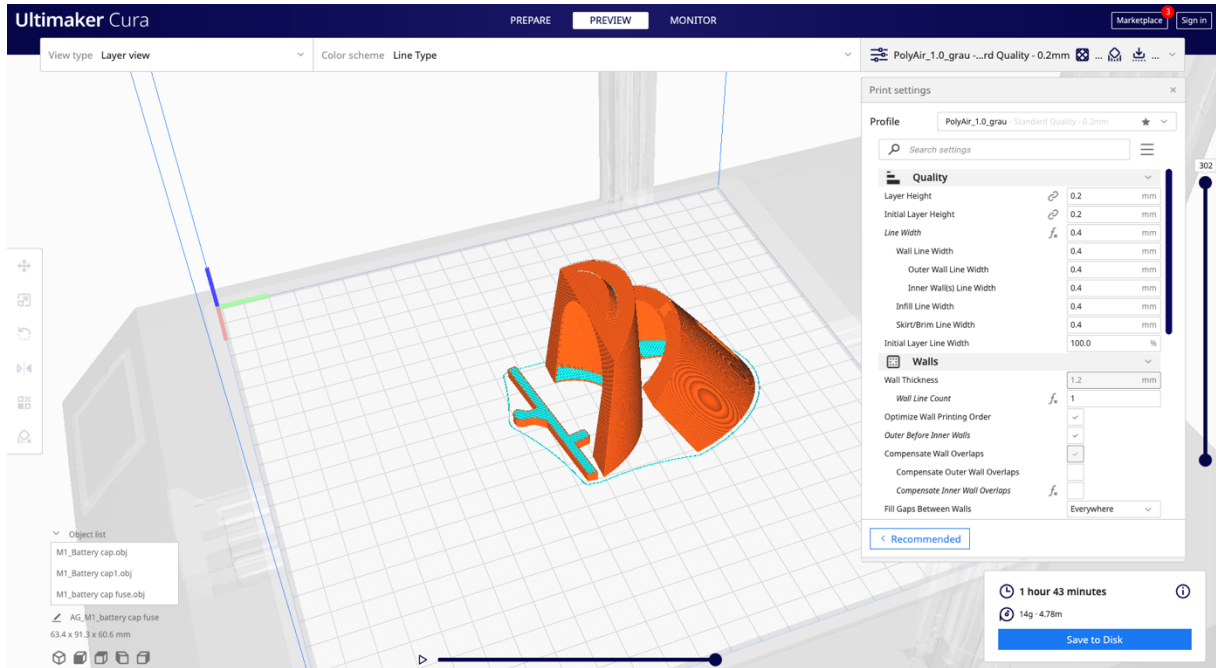 Ultimaker Cura
PREPARE PREVIEW MONITOR
Marketplace 3 Sign in
View type Layer view Color scheme Line Type
PolyAir_1.0_grau -...rd Quality - 0.2mm ... ...
Print settings
Profile PolyAir_1.0_grau - Standard Quality - 0.2mm
Search settings
302
Quality
Layer Height 0.2 mm
Initial Layer Height 0.2 mm
Line Width 0.4 mm
Wall Line Width 0.4 mm
Outer Wall Line Width 0.4 mm
Inner Wall(s) Line Width 0.4 mm
Infill Line Width 0.4 mm
Skirt/Brim Line Width 0.4 mm
Initial Layer Line Width 100.0 %
Walls
Wall Thickness 1.2 mm
Wall Line Count 1
Optimize Wall Printing Order
Outer Before Inner Walls
Compensate Wall Overlaps
Compensate Outer Wall Overlaps
Compensate Inner Wall Overlaps
Fill Gaps Between Walls Everywhere
< Recommended
Object list
M1_Battery cap.obj
M1_Battery cap1.obj
M1_battery cap fuse.obj
AG_M1_battery cap fuse
63.4 x 91.3 x 60.6 mm
1 hour 43 minutes
14g · 4.78m
Save to Disk